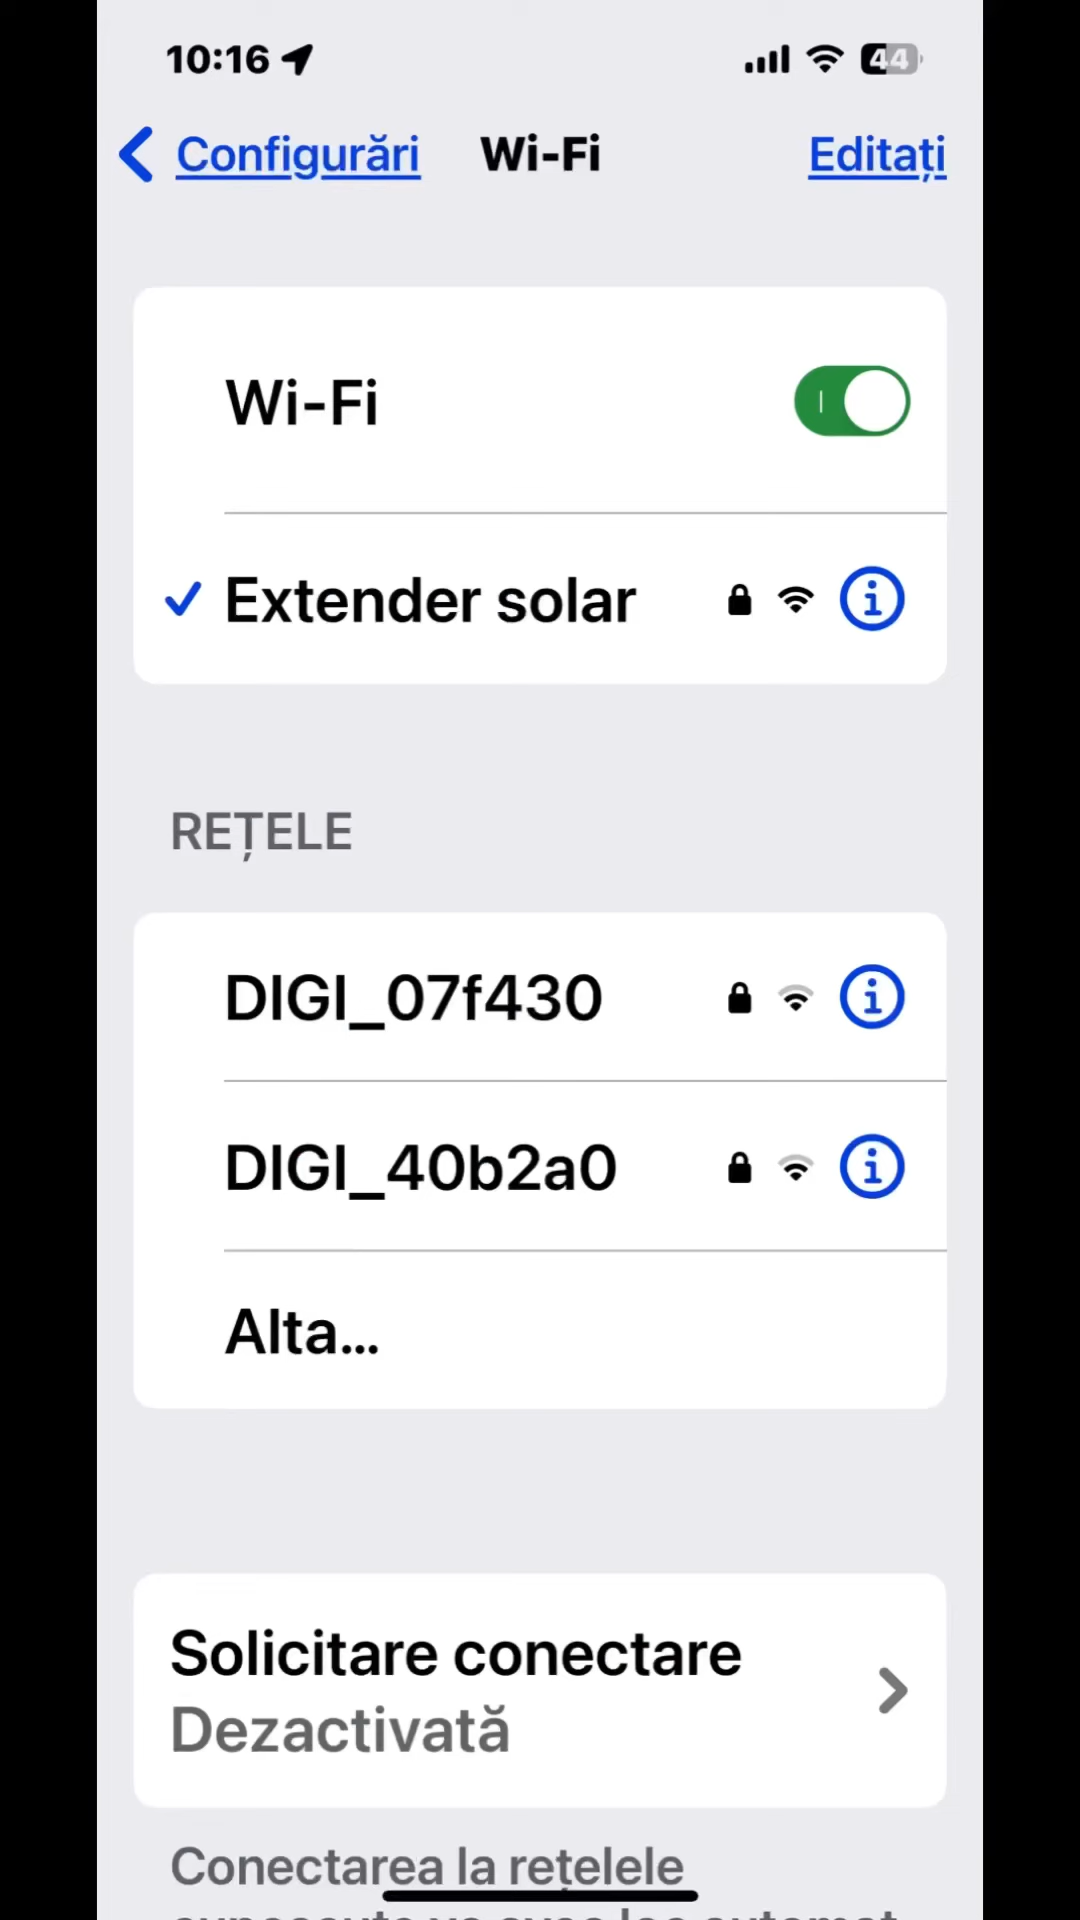 10:16
44
Configurări
Wi-Fi
Editați
Wi-Fi
Extender solar
REȚELE
DIGI_07f430
DIGI_40b2a0
Alta...
Solicitare conectare
Dezactivată
Conectarea la rețelele